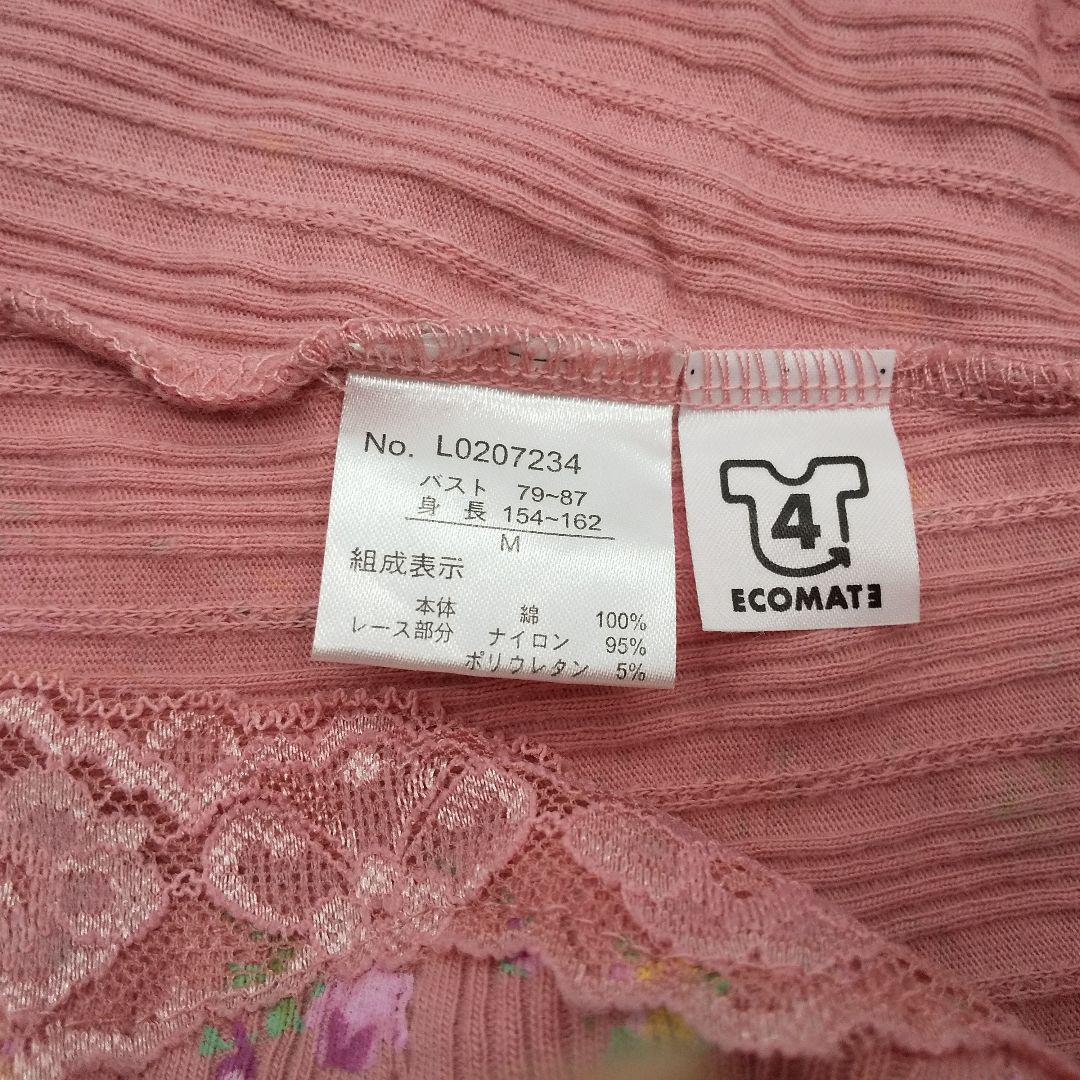 No. L0207234
バスト 79~87
身長 154~162
M
組成表示
本体 綿 100%
レース部分 ナイロン 95%
ポリウレタン 5%
4
ECOMATE